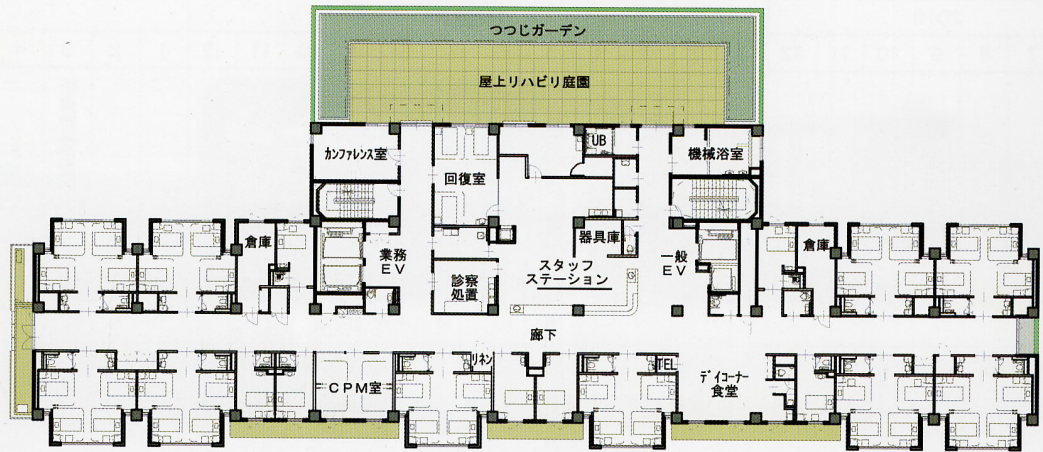 つつじガーデン
屋上リハビリ庭園
カンファレンス室
回復室
UB
機械浴室
倉庫
業務
EV
診察
処置
器具庫
スタッフ
ステーション
一般
EV
倉庫
廊下
CPM室
リネン
TEL
デイコーナー
食堂